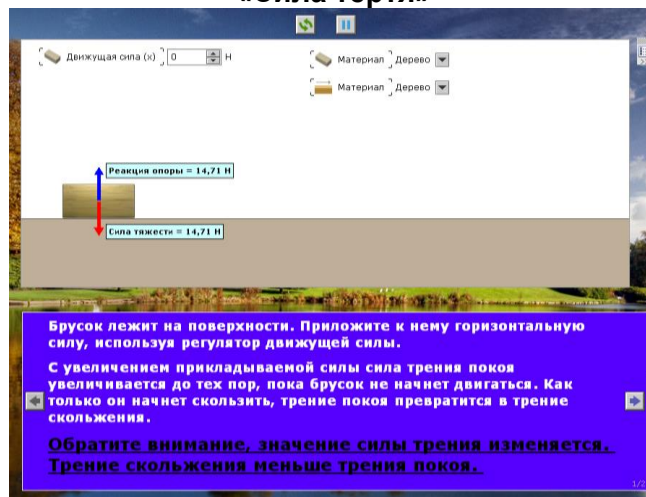 «Сила тертя»
Движущая сила (x) 0 Н
Материал Дерево
Материал Дерево
Реакция опоры = 14,71 Н
Сила тяжести = 14,71 Н
Брусок лежит на поверхности. Приложите к нему горизонтальную
силу, используя регулятор движущей силы.
С увеличением прикладываемой силы сила трения покоя
увеличивается до тех пор, пока брусок не начнет двигаться. Как
только он начнет скользить, трение покоя превратится в трение
скольжения.
Обратите внимание, значение силы трения изменяется.
Трение скольжения меньше трения покоя.
1/2